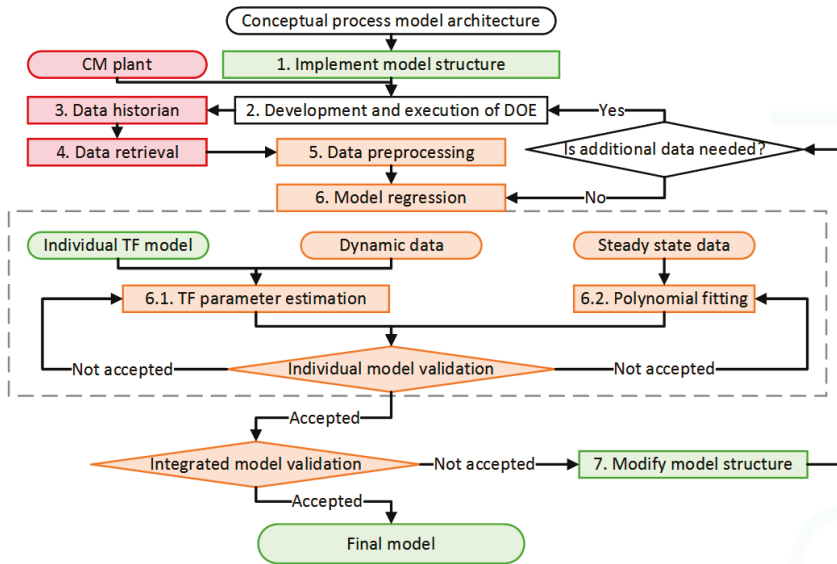 Conceptual process model architecture
CM plant
1. Implement model structure
3. Data historian
2. Development and execution of DOE
Yes
4. Data retrieval
5. Data preprocessing
Is additional data needed?
6. Model regression
No
Individual TF model
Dynamic data
Steady state data
6.1. TF parameter estimation
6.2. Polynomial fitting
Not accepted
Individual model validation
Not accepted
Accepted
Integrated model validation
Not accepted
7. Modify model structure
Accepted
Final model